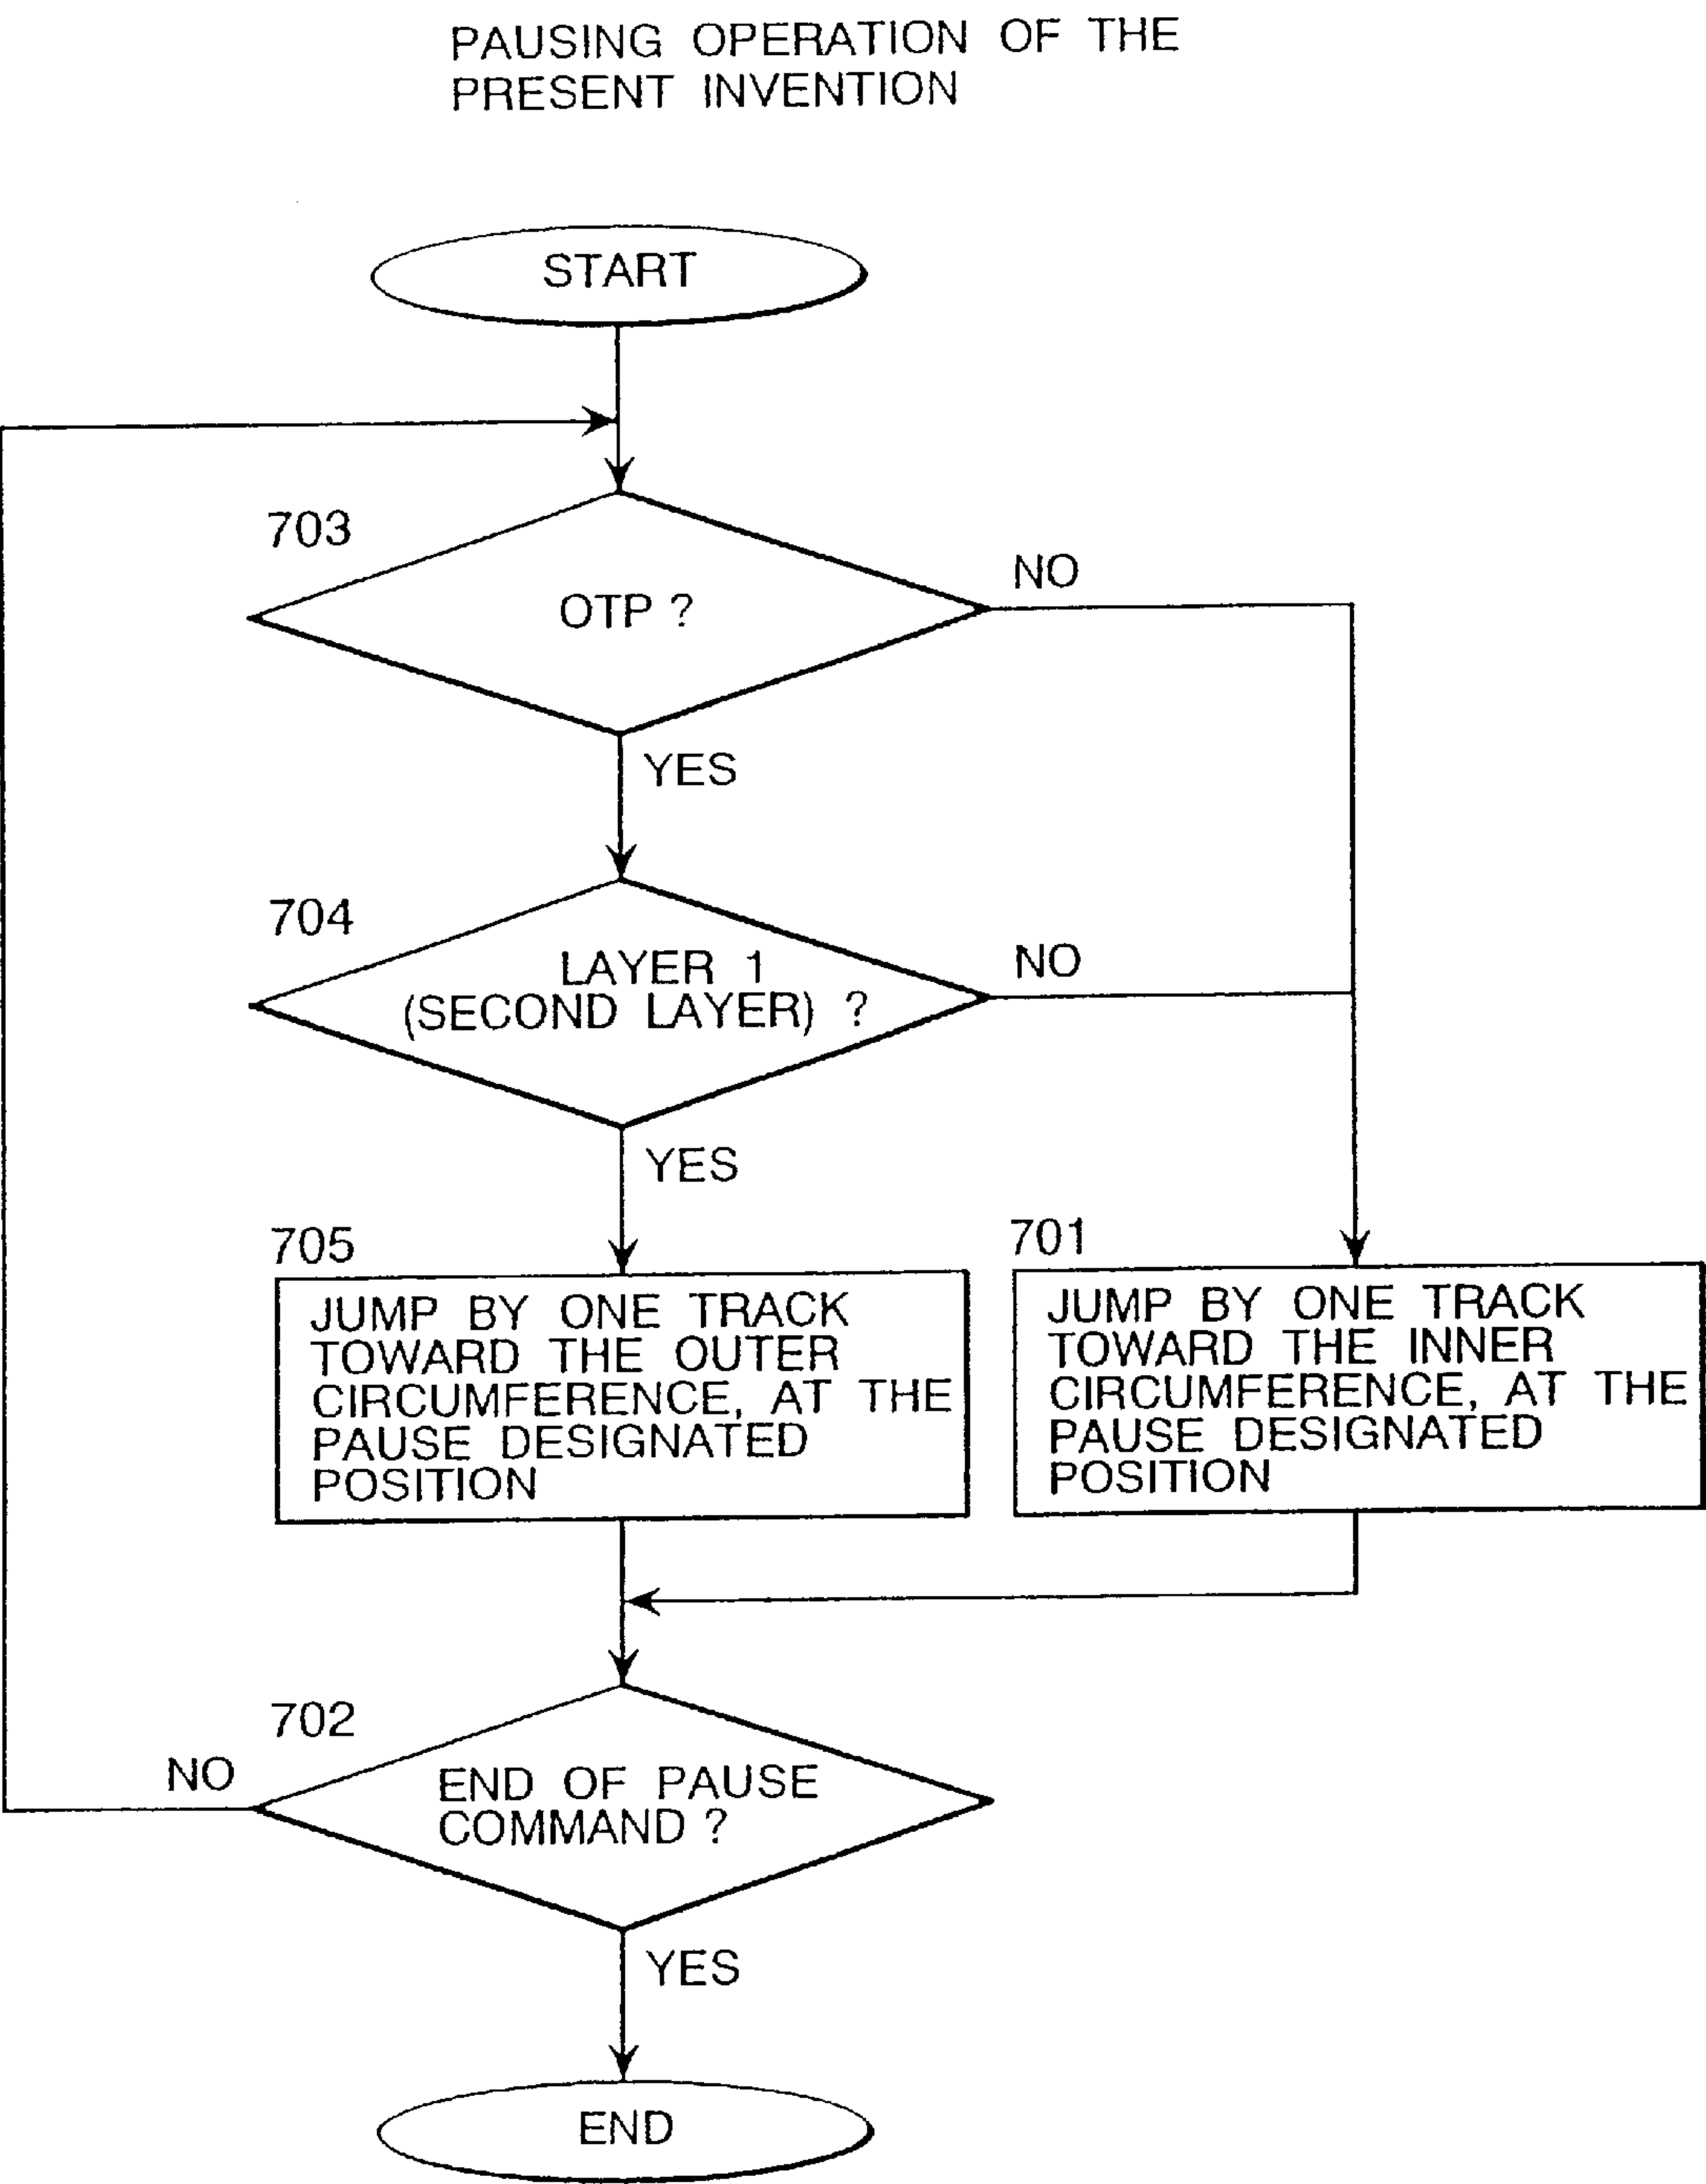 PAUSING OPERATION OF THE
PRESENT INVENTION
START
703
OTP ?
NO
YES
704
LAYER 1
(SECOND LAYER) ?
NO
YES
705
JUMP BY ONE TRACK
TOWARD THE OUTER
CIRCUMFERENCE, AT THE
PAUSE DESIGNATED
POSITION
701
JUMP BY ONE TRACK
TOWARD THE INNER
CIRCUMFERENCE, AT THE
PAUSE DESIGNATED
POSITION
702
NO
END OF PAUSE
COMMAND ?
YES
END